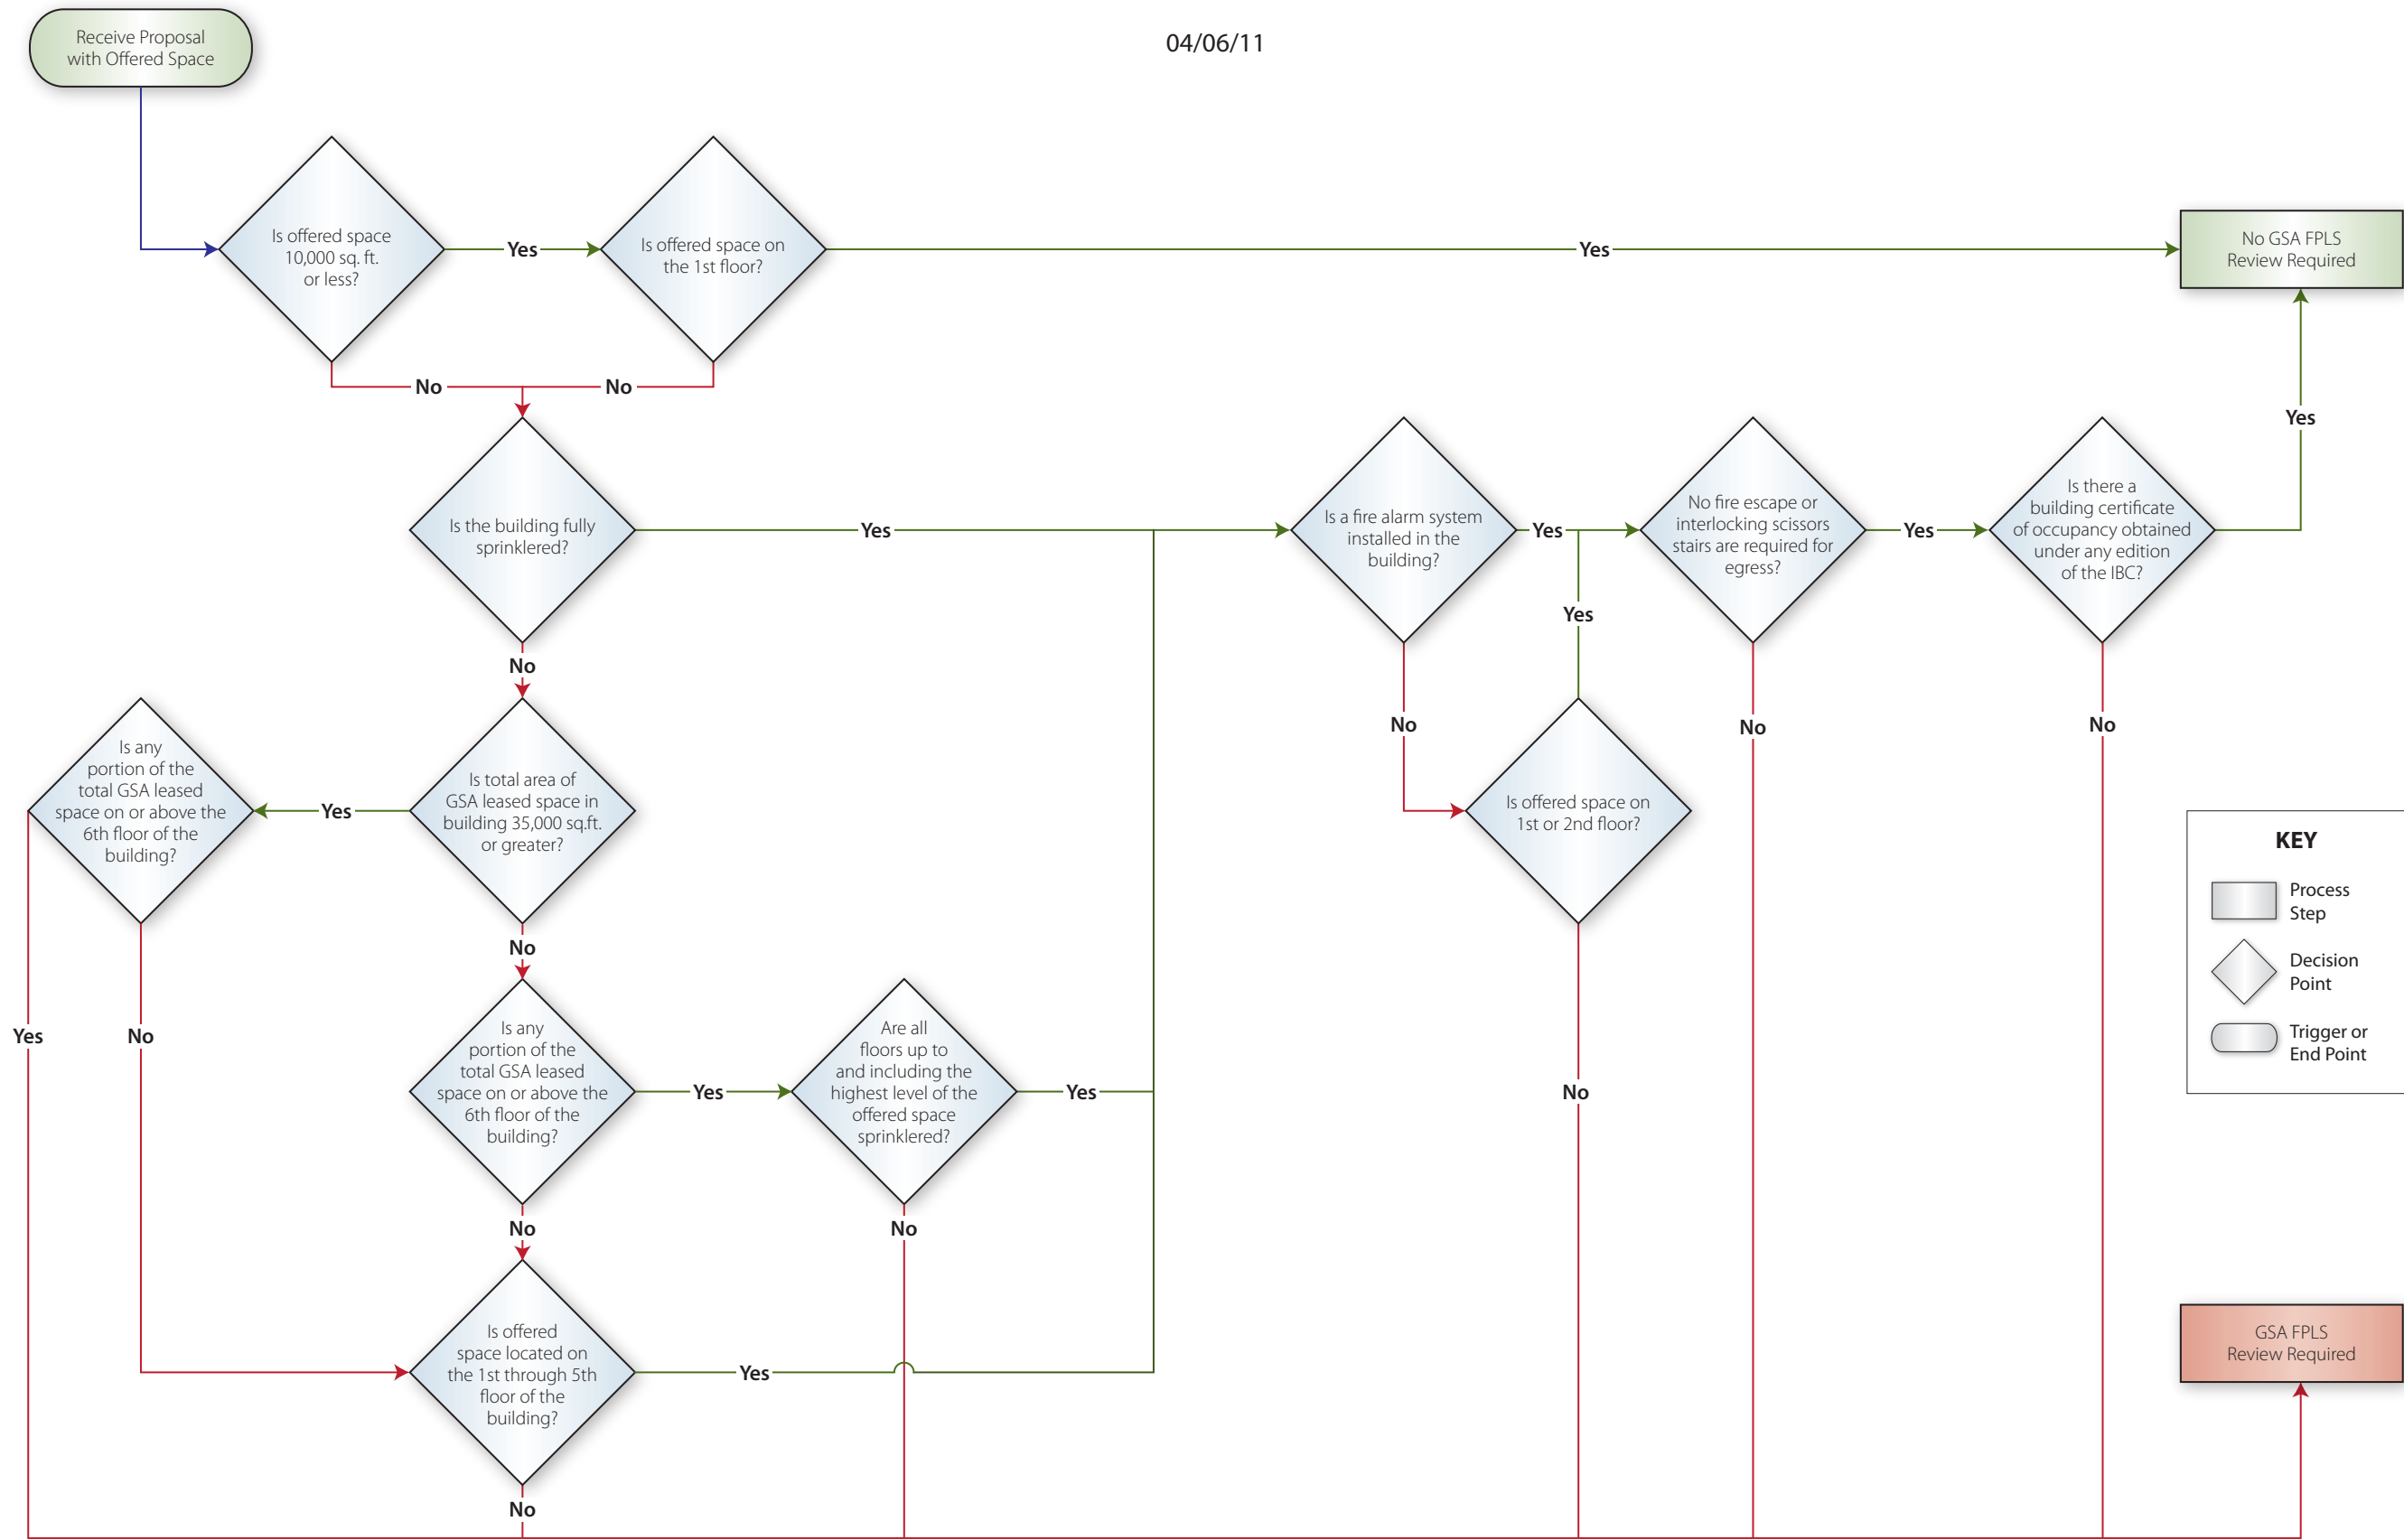 Receive Proposal
with Offered Space
04/06/11
Is offered space
10,000 sq. ft.
or less?
Yes
Is offered space on
the 1st floor?
Yes
No GSA FPLS
Review Required
No
No
Is the building fully
sprinklered?
Yes
Is a fire alarm system
installed in the
building?
Yes
No fire escape or
interlocking scissors
stairs are required for
egress?
Yes
Is there a
building certificate
of occupancy obtained
under any edition
of the IBC?
Yes
Yes
No
No
No
No
Is any
portion of the
total GSA leased
space on or above the
6th floor of the
building?
Yes
Is total area of
GSA leased space in
building 35,000 sq.ft.
or greater?
Is offered space on
1st or 2nd floor?
KEY
Process
Step
Decision
Point
Trigger or
End Point
No
Yes
No
Is any
portion of the
total GSA leased
space on or above the
6th floor of the
building?
Yes
Are all
floors up to
and including the
highest level of the
offered space
sprinklered?
Yes
No
No
No
Is offered
space located on
the 1st through 5th
floor of the
building?
Yes
GSA FPLS
Review Required
No